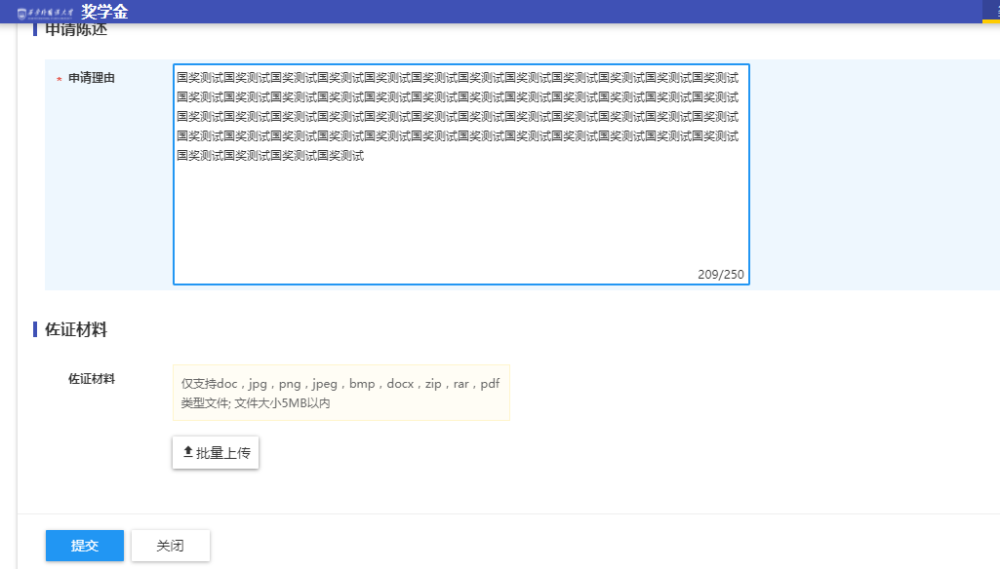 奖学金
申请陈述
* 申请理由
国奖测试国奖测试国奖测试国奖测试国奖测试国奖测试国奖测试国奖测试国奖测试国奖测试国奖测试国奖测试
国奖测试国奖测试国奖测试国奖测试国奖测试国奖测试国奖测试国奖测试国奖测试国奖测试国奖测试国奖测试
国奖测试国奖测试国奖测试国奖测试国奖测试国奖测试国奖测试国奖测试国奖测试国奖测试国奖测试国奖测试
国奖测试国奖测试国奖测试国奖测试国奖测试国奖测试国奖测试国奖测试国奖测试国奖测试国奖测试国奖测试
国奖测试国奖测试国奖测试国奖测试
209/250
佐证材料
佐证材料
仅支持doc，jpg，png，jpeg，bmp，docx，zip，rar，pdf
类型文件; 文件大小5MB以内
批量上传
提交 关闭